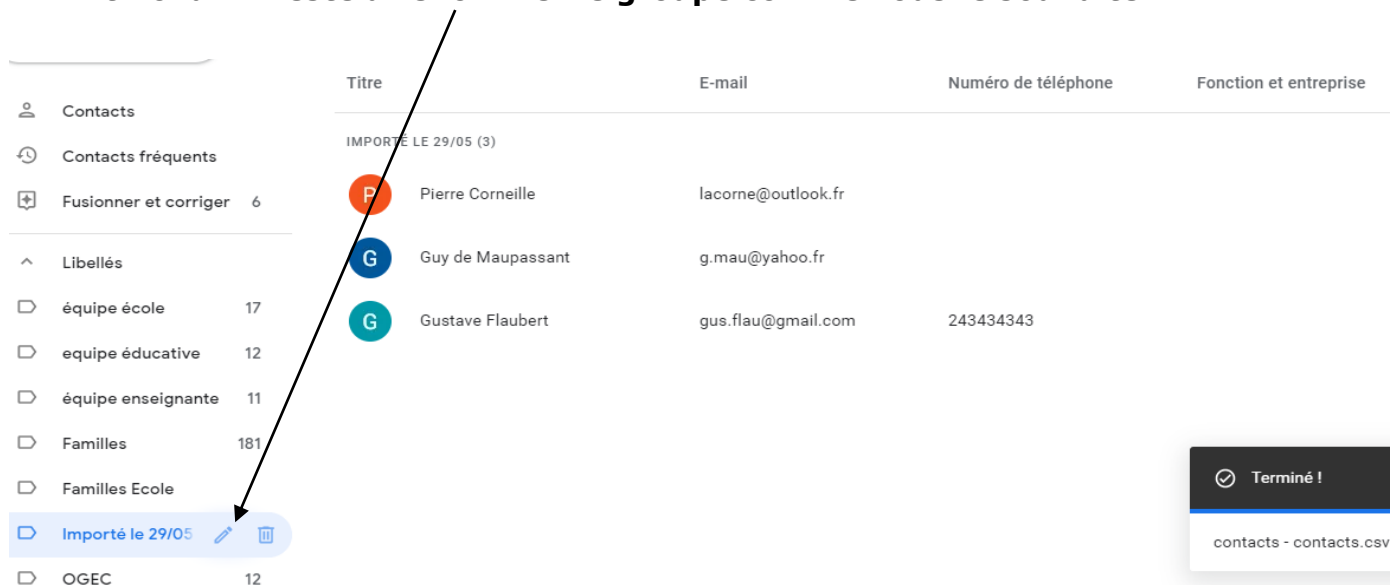 Titre E-mail Numéro de téléphone Fonction et entreprise
Contacts
IMPORTÉ LE 29/05 (3)
Contacts fréquents
Fusionner et corriger 6
P Pierre Corneille lacorne@outlook.fr
Libellés
G Guy de Maupassant g.mau@yahoo.fr
équipe école 17
G Gustave Flaubert gus.flau@gmail.com 243434343
equipe éducative 12
équipe enseignante 11
Familles 181
Familles Ecole
Terminé !
Importé le 29/05
contacts - contacts.csv
OGEC 12